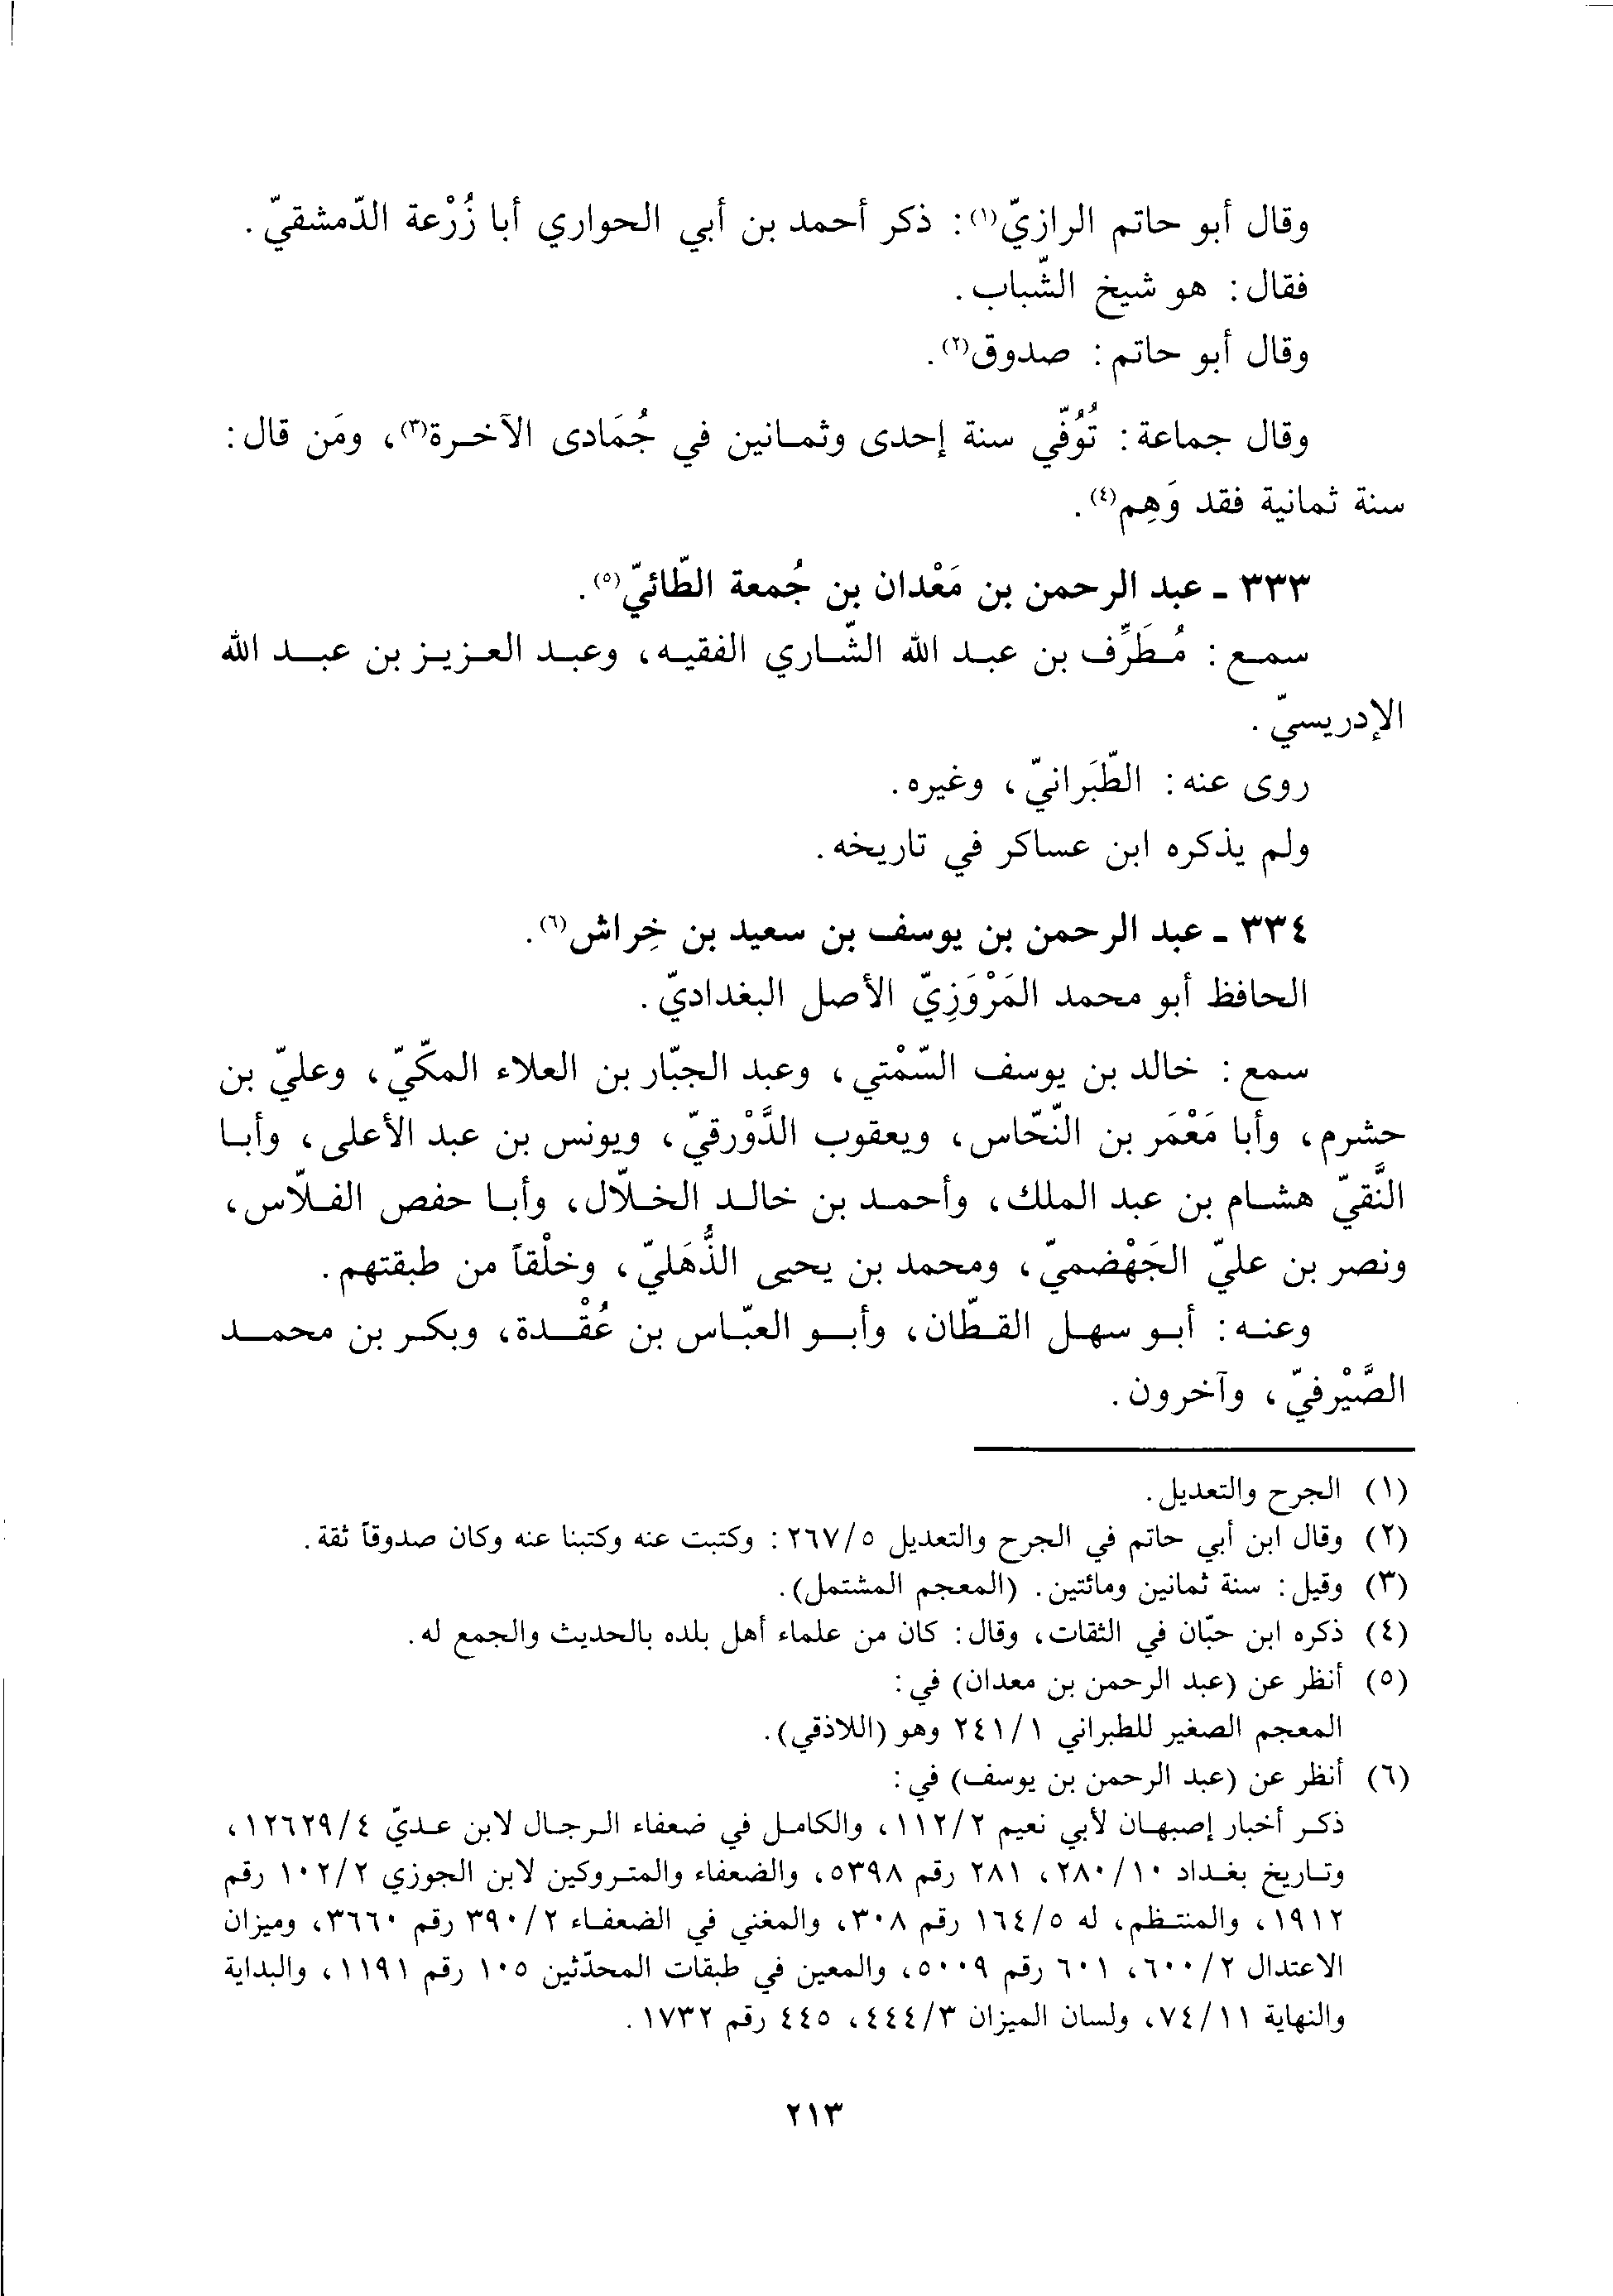 وقال أبو حاتم الرازيّ(١): ذكر أحمد بن أبي الحواري أبا زُرْعة الدّمشقيّ.
فقال: هو شيخ الشّباب.
وقال أبو حاتم: صدوق(٢).
وقال جماعة: تُوُفّي سنة إحدى وثمانين في جُمَادى الآخرة(٣)، ومَن قال:
سنة ثمانية فقد وَهِم(٤).
٣٣٣ - عبد الرحمن بن مَعْدان بن جُمعة الطّائيّ(٥).
سمع: مُطَرِّف بن عبد الله الشّاري الفقيه، وعبد العزيز بن عبد الله
الإدريسيّ.
روى عنه: الطّبَرانيّ، وغيره.
ولم يذكره ابن عساكر في تاريخه.
٣٣٤ - عبد الرحمن بن يوسف بن سعيد بن خِراش(٦).
الحافظ أبو محمد المَرْوَزِيّ الأصل البغداديّ.
سمع: خالد بن يوسف السّمْتي، وعبد الجبّار بن العلاء المكّيّ، وعليّ بن
حشرم، وأبا مَعْمَر بن النّحّاس، ويعقوب الدَّوْرقيّ، ويونس بن عبد الأعلى، وأبا
النَّقيّ هشام بن عبد الملك، وأحمد بن خالد الخلّال، وأبا حفص الفلّاس،
ونصر بن عليّ الجَهْضميّ، ومحمد بن يحيى الذُّهَليّ، وخلْقاً من طبقتهم.
وعنه: أبو سهل القطّان، وأبو العبّاس بن عُقْدة، وبكر بن محمد
الصَّيْرفيّ، وآخرون.
(١) الجرح والتعديل.
(٢) وقال ابن أبي حاتم في الجرح والتعديل ٥/٢٦٧: وكتبت عنه وكتبنا عنه وكان صدوقاً ثقة.
(٣) وقيل: سنة ثمانين ومائتين. (المعجم المشتمل).
(٤) ذكره ابن حبّان في الثقات، وقال: كان من علماء أهل بلده بالحديث والجمع له.
(٥) أنظر عن (عبد الرحمن بن معدان) في:
المعجم الصغير للطبراني ١/٢٤١ وهو (اللاذقي).
(٦) أنظر عن (عبد الرحمن بن يوسف) في:
ذكر أخبار إصبهان لأبي نعيم ٢/١١٢، والكامل في ضعفاء الرجال لابن عديّ ٤/١٢٦٢٩،
وتاريخ بغداد ١٠/٢٨٠، ٢٨١ رقم ٥٣٩٨، والضعفاء والمتروكين لابن الجوزي ٢/١٠٢ رقم
١٩١٢، والمنتظم، له ٥/١٦٤ رقم ٣٠٨، والمغني في الضعفاء ٢/٣٩٠ رقم ٣٦٦٠، وميزان
الاعتدال ٢/٦٠٠، ٦٠١ رقم ٥٠٠٩، والمعين في طبقات المحدّثين ١٠٥ رقم ١١٩١، والبداية
والنهاية ١١/٧٤، ولسان الميزان ٣/٤٤٤، ٤٤٥ رقم ١٧٣٢.
٢١٣